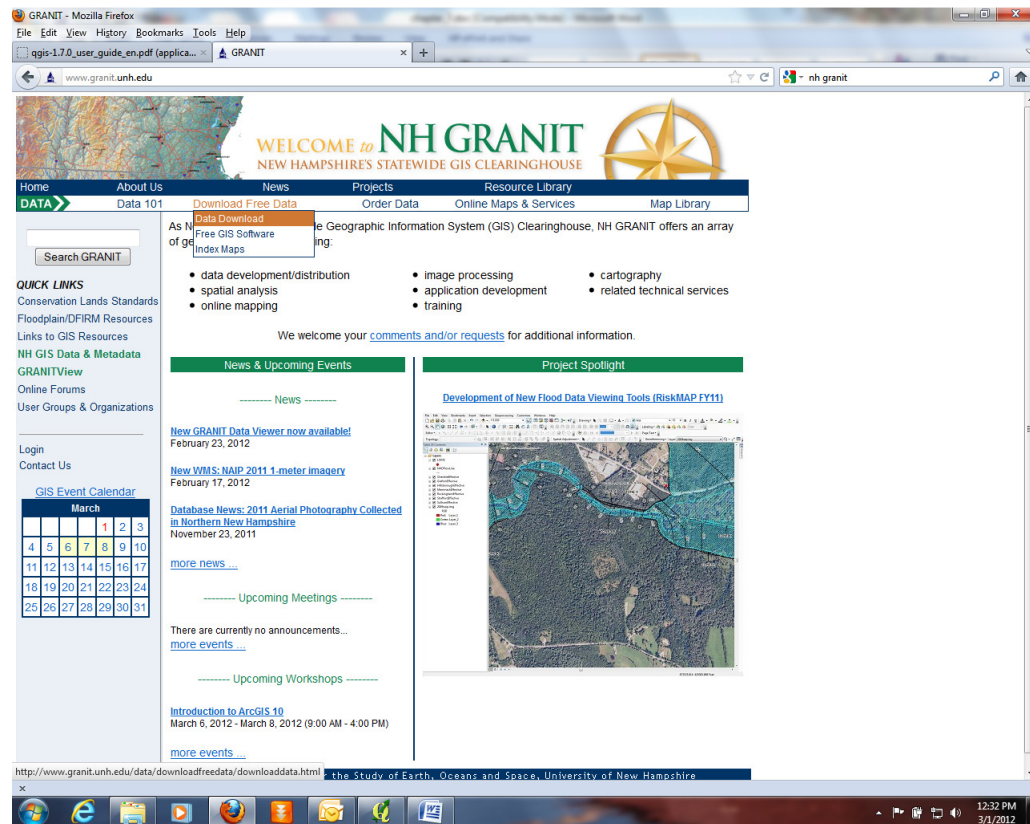 GRANIT - Mozilla Firefox
chapter 7.doc [Compatibility Mode] - Microsoft Word
File Edit View History Bookmarks Tools Help
qgis-1.7.0_user_guide_en.pdf (applica... × GRANIT × +
www.granit.unh.edu nh granit
WELCOME to NH GRANIT
NEW HAMPSHIRE'S STATEWIDE GIS CLEARINGHOUSE
Home About Us News Projects Resource Library
DATA Data 101 Download Free Data Order Data Online Maps & Services Map Library
Data Download
Free GIS Software
Index Maps
As N e Geographic Information System (GIS) Clearinghouse, NH GRANIT offers an array
of ge ing:
Search GRANIT
• data development/distribution • image processing • cartography
• spatial analysis • application development • related technical services
• online mapping • training
We welcome your comments and/or requests for additional information.
QUICK LINKS
Conservation Lands Standards
Floodplain/DFIRM Resources
Links to GIS Resources
NH GIS Data & Metadata
GRANITView
Online Forums
User Groups & Organizations
Login
Contact Us
GIS Event Calendar
March
1 2 3
4 5 6 7 8 9 10
11 12 13 14 15 16 17
18 19 20 21 22 23 24
25 26 27 28 29 30 31
News & Upcoming Events
-------- News --------
New GRANIT Data Viewer now available!
February 23, 2012
New WMS: NAIP 2011 1-meter imagery
February 17, 2012
Database News: 2011 Aerial Photography Collected
in Northern New Hampshire
November 23, 2011
more news ...
-------- Upcoming Meetings --------
There are currently no announcements...
more events ...
-------- Upcoming Workshops --------
Introduction to ArcGIS 10
March 6, 2012 - March 8, 2012 (9:00 AM - 4:00 PM)
more events ...
Project Spotlight
Development of New Flood Data Viewing Tools (RiskMAP FY11)
http://www.granit.unh.edu/data/downloadfreedata/downloaddata.html
r the Study of Earth, Oceans and Space, University of New Hampshire
×
12:32 PM
3/1/2012